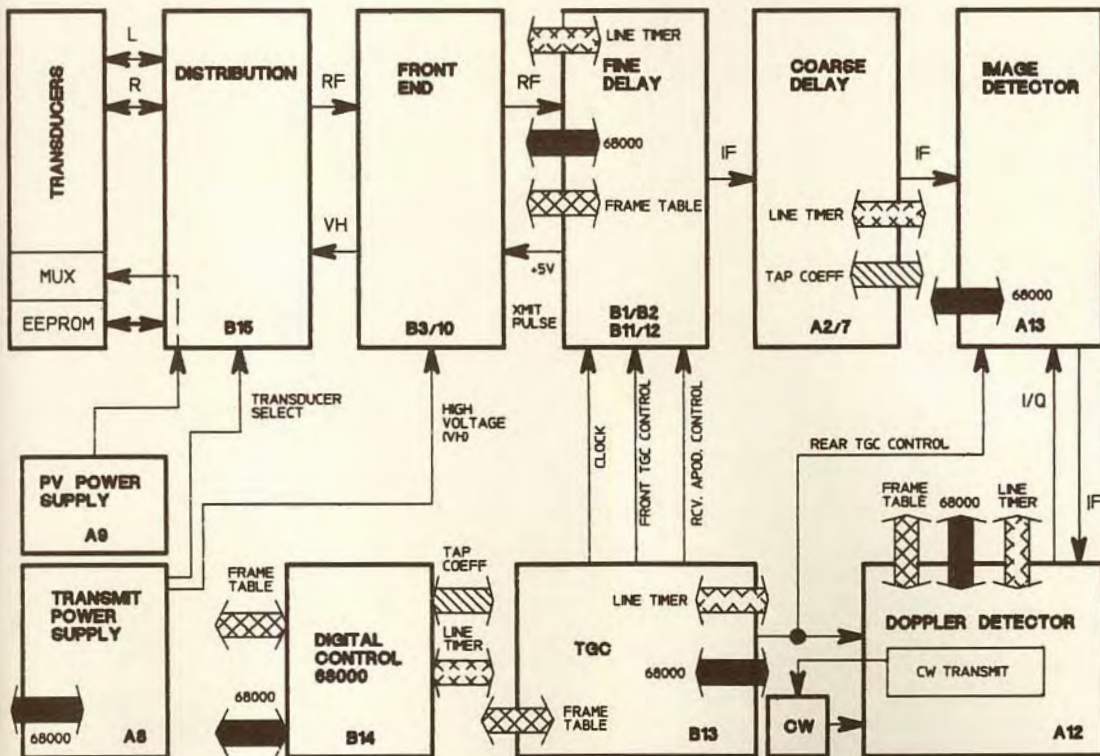 TRANSDUCERS
MUX
EEPROM
L
R
DISTRIBUTION
B15
RF
VH
FRONT
END
B3/10
RF
+5V
XMIT
PULSE
LINE TIMER
FINE
DELAY
68000
FRAME TABLE
B1/B2
B11/12
IF
COARSE
DELAY
LINE TIMER
TAP COEFF
A2/7
IF
IMAGE
DETECTOR
68000
A13
TRANSDUCER
SELECT
HIGH
VOLTAGE
(VH)
CLOCK
FRONT TGC CONTROL
RCV. APOD. CONTROL
REAR TGC CONTROL
I/Q
IF
PV POWER
SUPPLY
A9
TRANSMIT
POWER
SUPPLY
68000
A8
FRAME
TABLE
68000
DIGITAL
CONTROL
68000
B14
TAP
COEFF
LINE
TIMER
TGC
LINE TIMER
68000
FRAME
TABLE
B13
FRAME
TABLE
68000
LINE
TIMER
DOPPLER DETECTOR
CW TRANSMIT
CW
A12